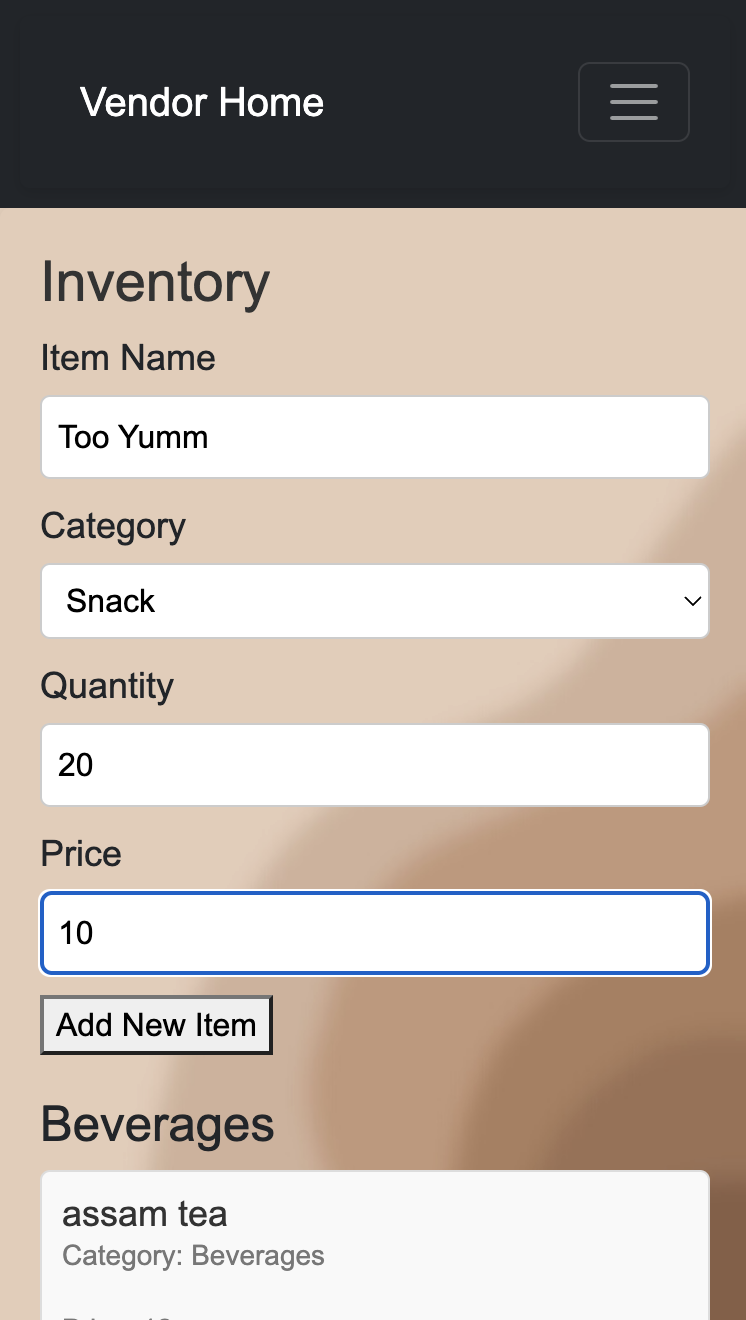 Vendor Home
Inventory
Item Name
Too Yumm
Category
Snack
Quantity
20
Price
10
Add New Item
Beverages
assam tea
Category: Beverages